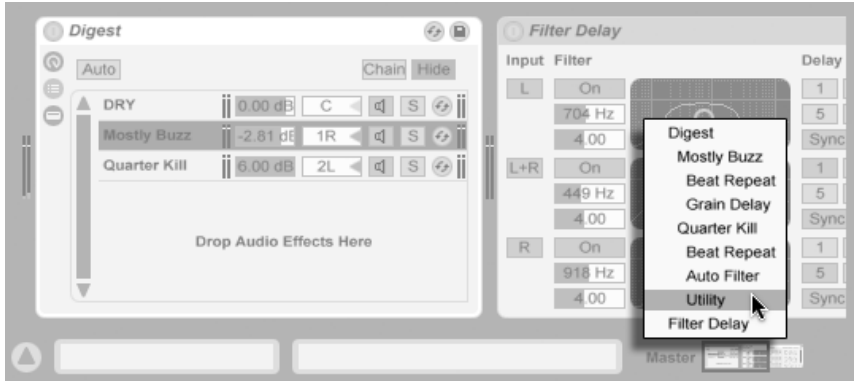 Digest
Auto
Chain Hide
DRY 0.00 dB C S
Mostly Buzz -2.81 dB 1R S
Quarter Kill 6.00 dB 2L S
Drop Audio Effects Here
Filter Delay
Input Filter Delay
L On 1
704 Hz 5
4.00 Sync
L+R On 1
449 Hz 5
4.00 Sync
R On 1
918 Hz 5
4.00 Sync
Digest
Mostly Buzz
Beat Repeat
Grain Delay
Quarter Kill
Beat Repeat
Auto Filter
Utility
Filter Delay
Master